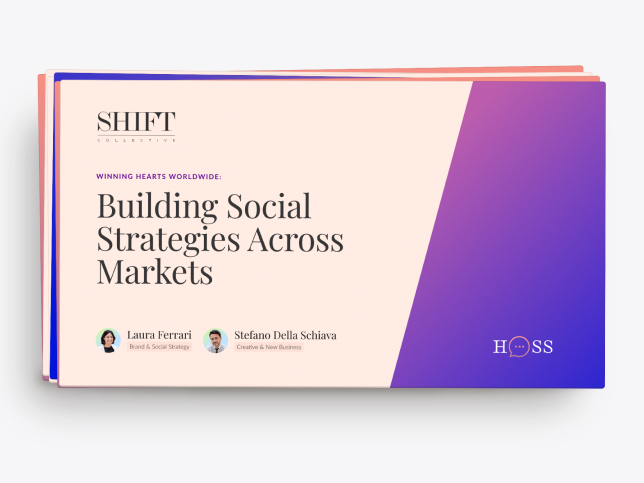 SHIFT
COLLECTIVE
WINNING HEARTS WORLDWIDE:
Building Social
Strategies Across
Markets
Laura Ferrari
Brand & Social Strategy
Stefano Della Schiava
Creative & New Business
HOSS